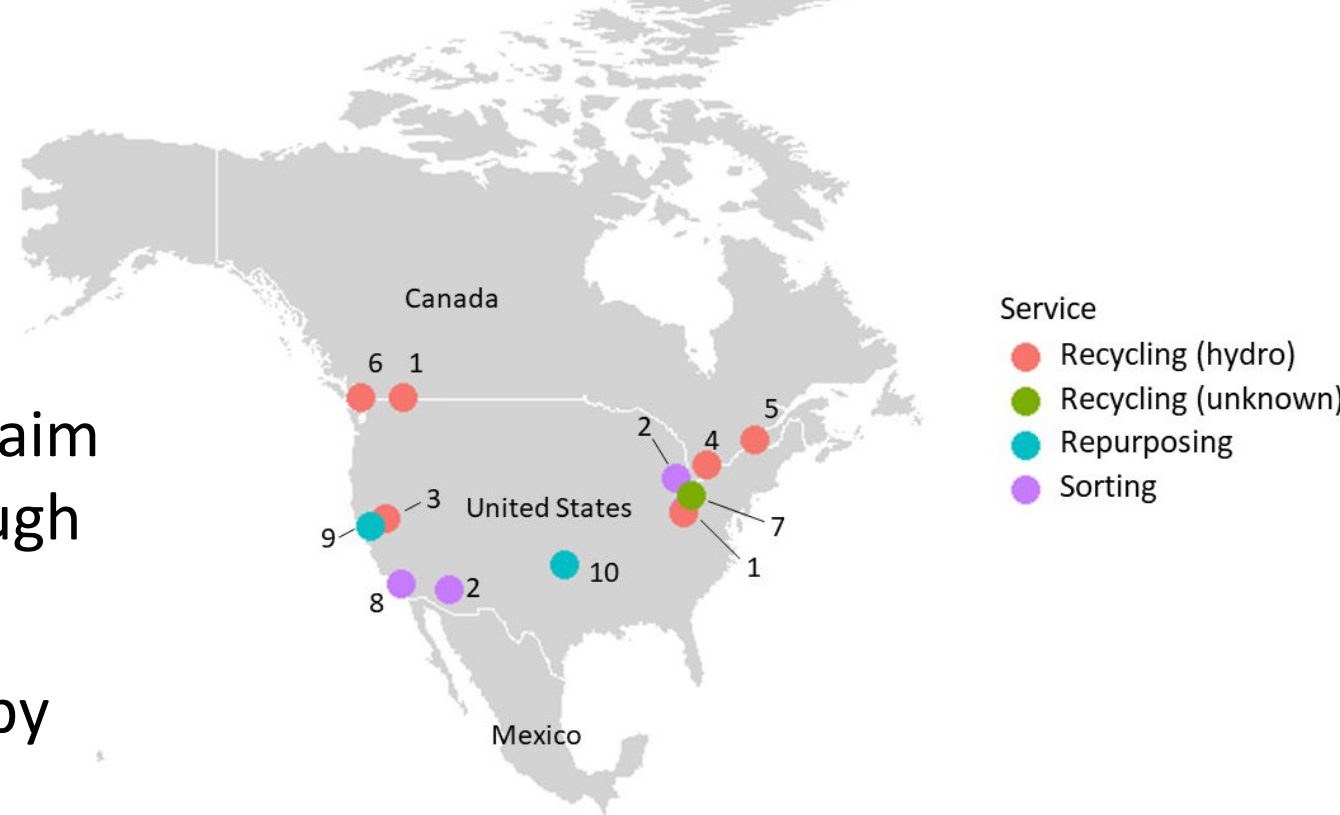 Canada
6 1
5
2
4
3
United States
7
9
1
10
2
8
Mexico
Service
Recycling (hydro)
Recycling (unknown)
Repurposing
Sorting
aim
ugh
by